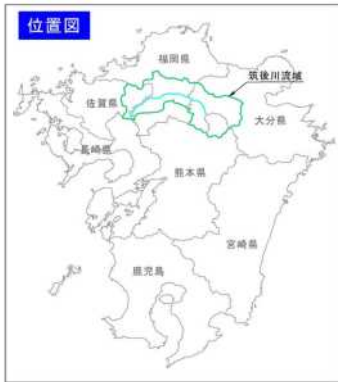 位置図
福岡県
筑後川流域
佐賀県
大分県
長崎県
熊本県
宮崎県
鹿児島